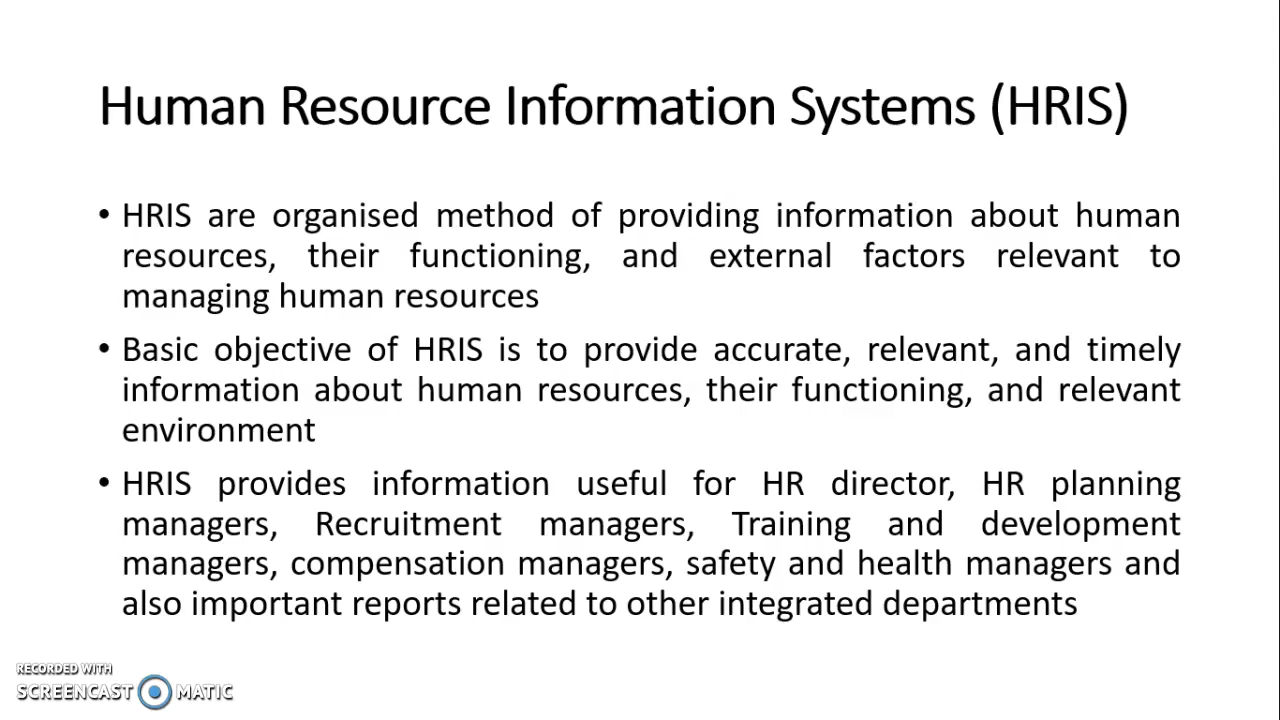 Human Resource Information Systems (HRIS)
• HRIS are organised method of providing information about human
resources, their functioning, and external factors relevant to
managing human resources
• Basic objective of HRIS is to provide accurate, relevant, and timely
information about human resources, their functioning, and relevant
environment
• HRIS provides information useful for HR director, HR planning
managers, Recruitment managers, Training and development
managers, compensation managers, safety and health managers and
also important reports related to other integrated departments
RECORDED WITH
SCREENCAST MATIC